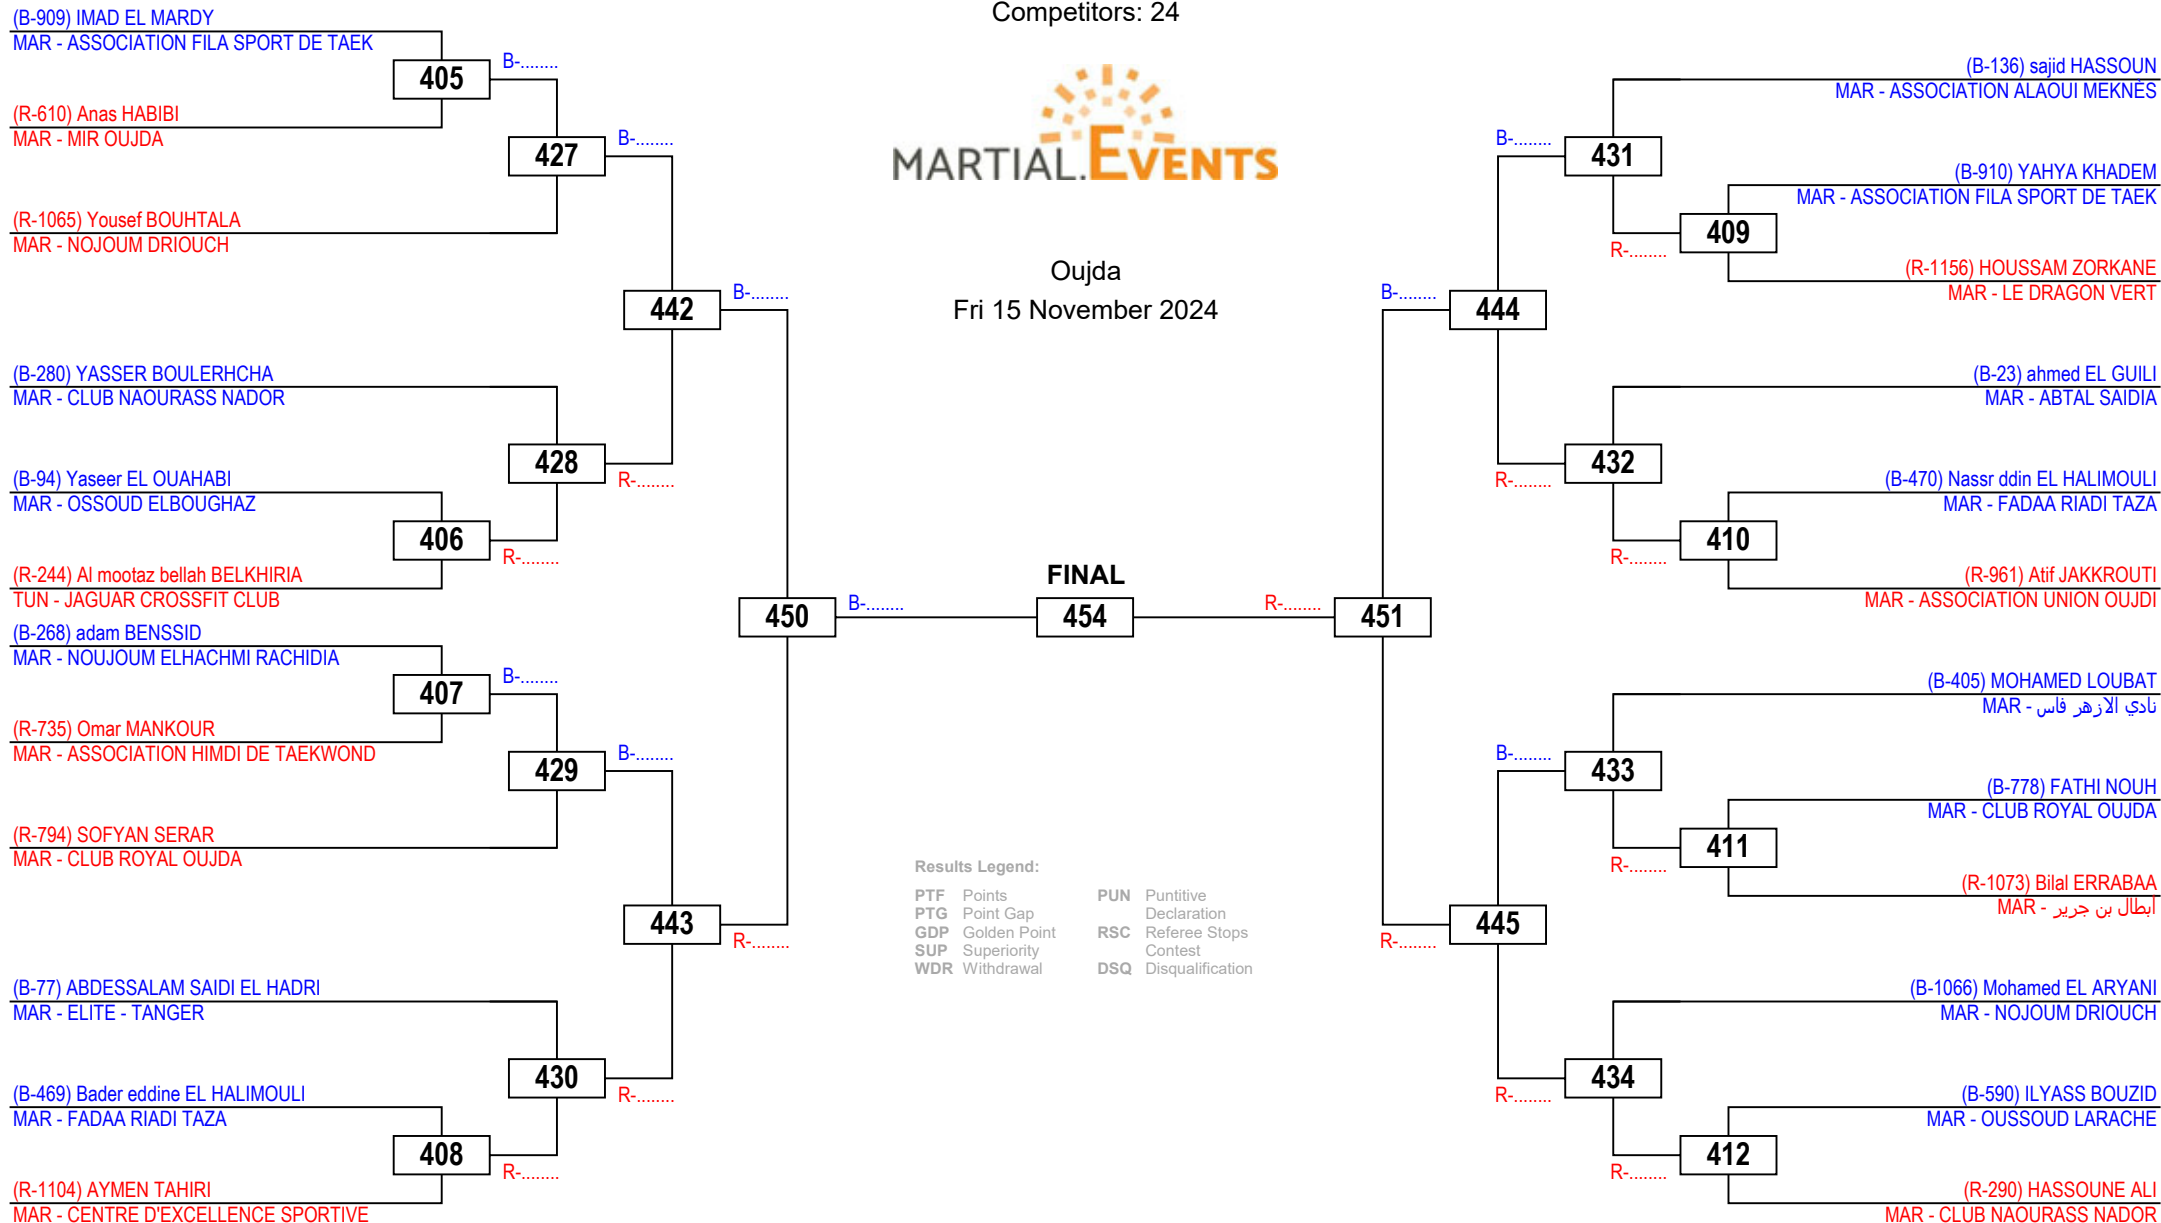 Competitors: 24
MARTIAL.EVENTS
Oujda
Fri 15 November 2024
(B-909) IMAD EL MARDY
MAR - ASSOCIATION FILA SPORT DE TAEK
405
B-........
(R-610) Anas HABIBI
MAR - MIR OUJDA
427
B-........
(R-1065) Yousef BOUHTALA
MAR - NOJOUM DRIOUCH
442
B-........
(B-280) YASSER BOULERHCHA
MAR - CLUB NAOURASS NADOR
428
R-........
(B-94) Yaseer EL OUAHABI
MAR - OSSOUD ELBOUGHAZ
406
R-........
(R-244) Al mootaz bellah BELKHIRIA
TUN - JAGUAR CROSSFIT CLUB
450
B-........
(B-268) adam BENSSID
MAR - NOUJOUM ELHACHMI RACHIDIA
407
B-........
(R-735) Omar MANKOUR
MAR - ASSOCIATION HIMDI DE TAEKWOND
429
B-........
(R-794) SOFYAN SERAR
MAR - CLUB ROYAL OUJDA
443
R-........
(B-77) ABDESSALAM SAIDI EL HADRI
MAR - ELITE - TANGER
430
R-........
(B-469) Bader eddine EL HALIMOULI
MAR - FADAA RIADI TAZA
408
R-........
(R-1104) AYMEN TAHIRI
MAR - CENTRE D'EXCELLENCE SPORTIVE
FINAL
454
Results Legend:
PTF Points
PTG Point Gap
GDP Golden Point
SUP Superiority
WDR Withdrawal
PUN Puntitive
Declaration
RSC Referee Stops
Contest
DSQ Disqualification
(B-136) sajid HASSOUN
MAR - ASSOCIATION ALAOUI MEKNÈS
B-........
431
(B-910) YAHYA KHADEM
MAR - ASSOCIATION FILA SPORT DE TAEK
409
R-........
(R-1156) HOUSSAM ZORKANE
MAR - LE DRAGON VERT
B-........
444
(B-23) ahmed EL GUILI
MAR - ABTAL SAIDIA
R-........
432
(B-470) Nassr ddin EL HALIMOULI
MAR - FADAA RIADI TAZA
R-........
410
(R-961) Atif JAKKROUTI
MAR - ASSOCIATION UNION OUJDI
R-........
451
(B-405) MOHAMED LOUBAT
MAR - نادي الازهر فاس
B-........
433
(B-778) FATHI NOUH
MAR - CLUB ROYAL OUJDA
R-........
411
(R-1073) Bilal ERRABAA
MAR - أبطال بن جرير
R-........
445
(B-1066) Mohamed EL ARYANI
MAR - NOJOUM DRIOUCH
R-........
434
(B-590) ILYASS BOUZID
MAR - OUSSOUD LARACHE
R-........
412
(R-290) HASSOUNE ALI
MAR - CLUB NAOURASS NADOR